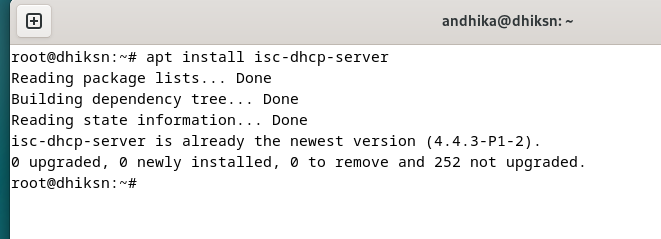 andhika@dhiksn: ~
root@dhiksn:~# apt install isc-dhcp-server
Reading package lists... Done
Building dependency tree... Done
Reading state information... Done
isc-dhcp-server is already the newest version (4.4.3-P1-2).
0 upgraded, 0 newly installed, 0 to remove and 252 not upgraded.
root@dhiksn:~#